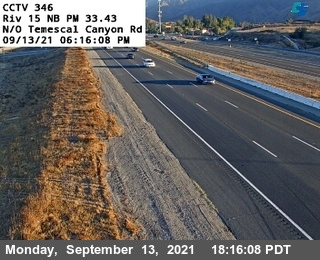 CCTV 346
Riv 15 NB PM 33.43
N/O Temescal Canyon Rd
09/13/21 06:16:08 PM
Monday, September 13, 2021 18:16:08 PDT